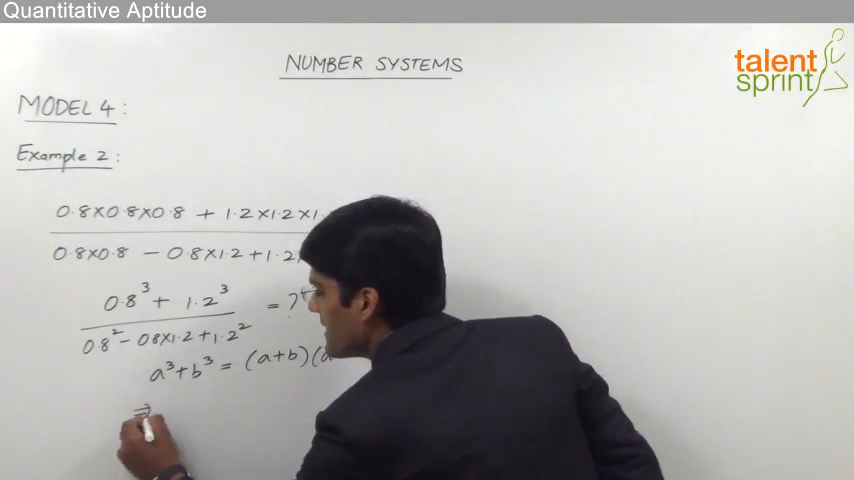 Quantitative Aptitude
NUMBER SYSTEMS
talent
sprint
MODEL 4 :
Example 2 :
0.8×0.8×0.8 + 1.2×1.2×1.
0.8×0.8 − 0.8×1.2+1.2×
0.8³ + 1.2³
= ?
0.8² − 0.8×1.2 + 1.2²
a³+b³ = (a+b)(a
⇒